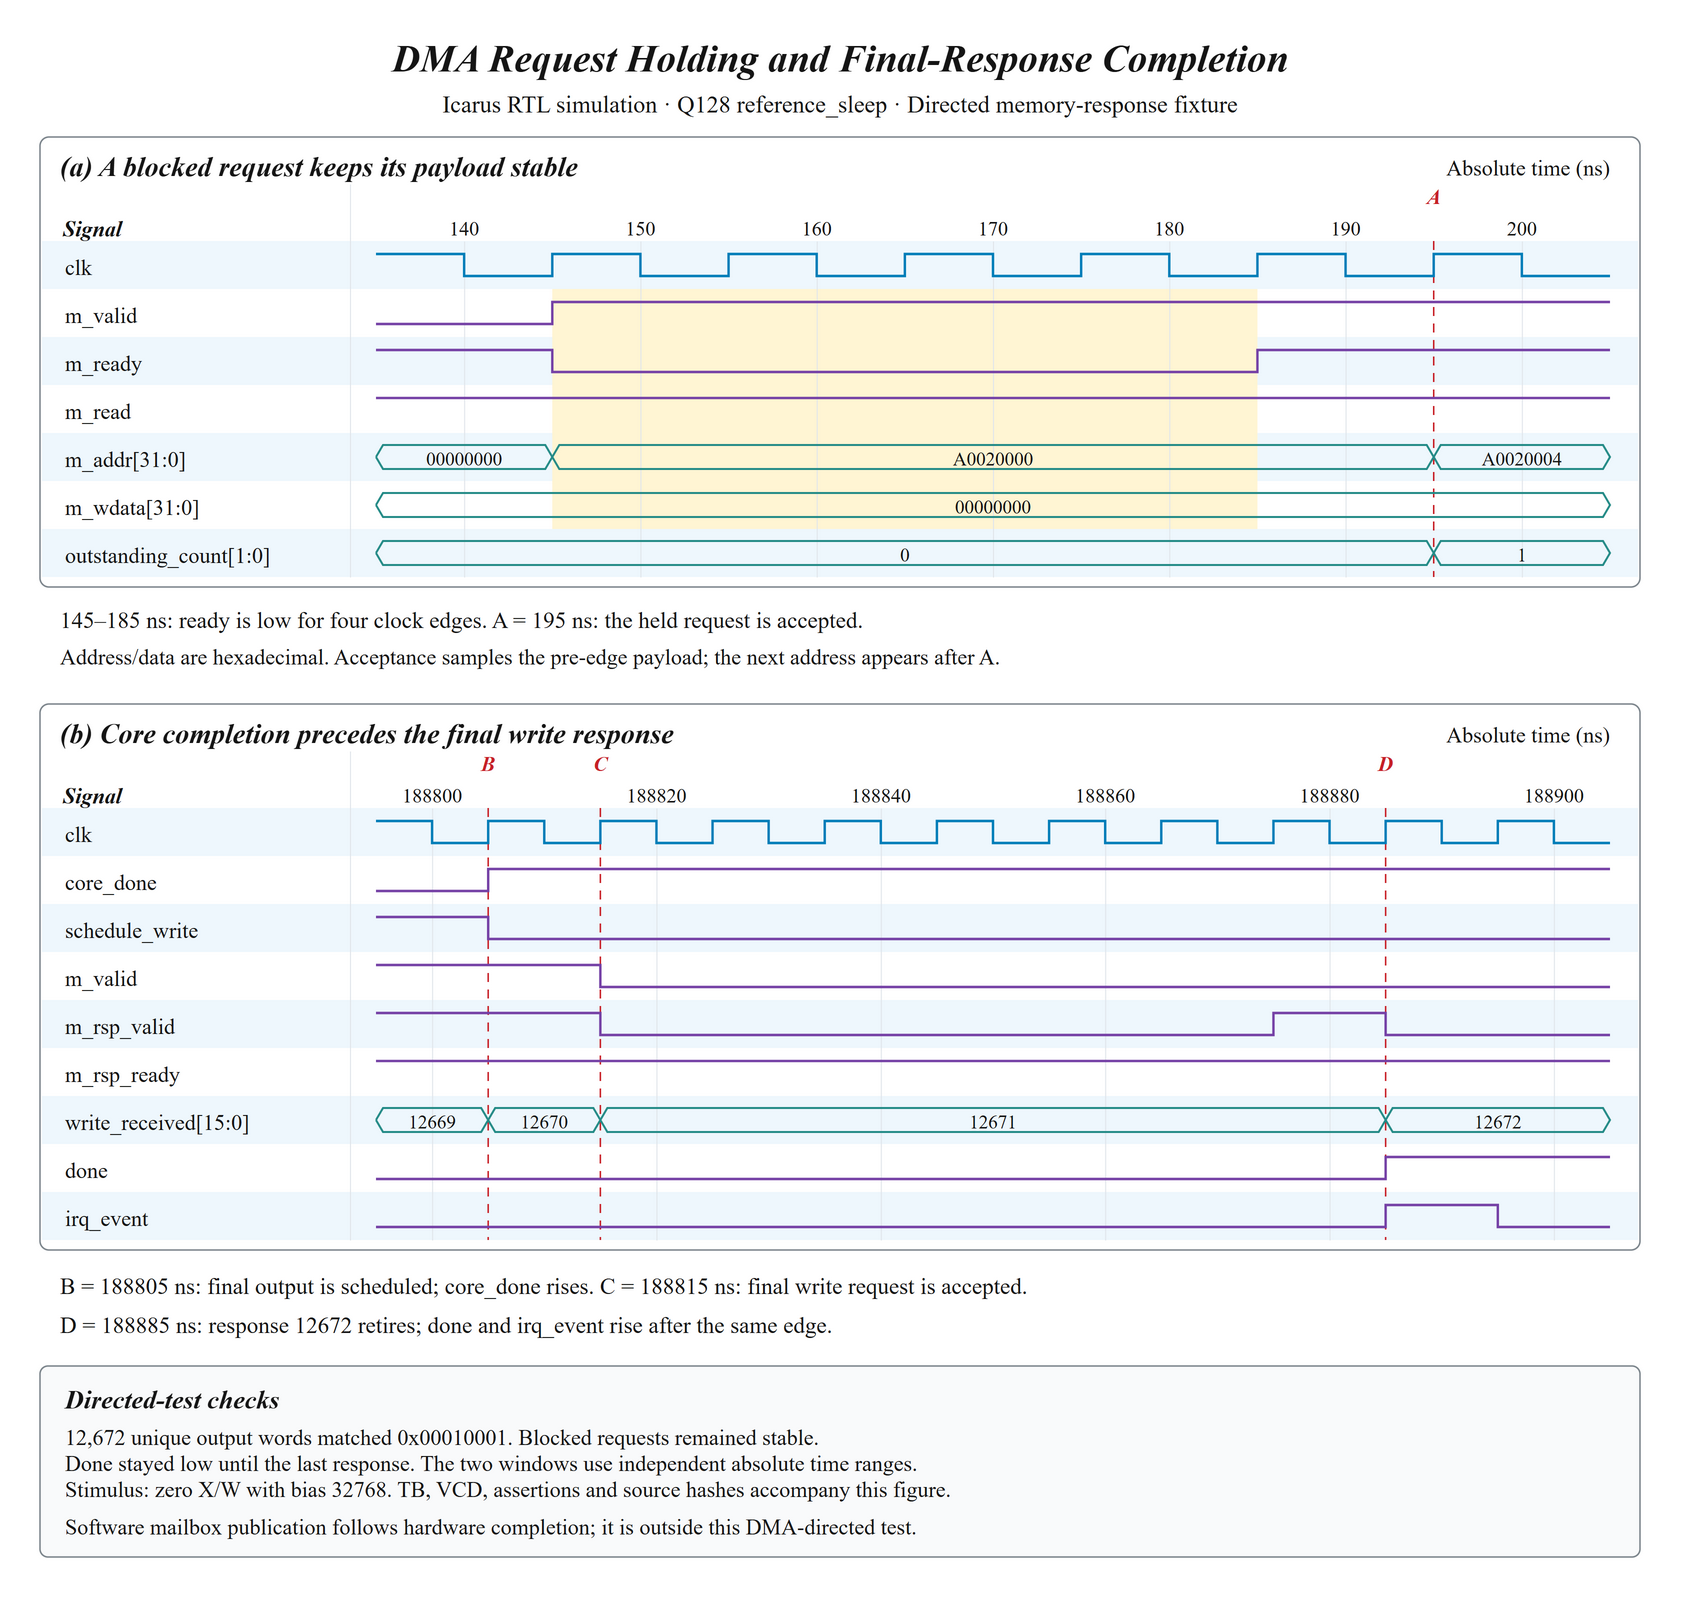 DMA Request Holding and Final-Response Completion
Icarus RTL simulation · Q128 reference_sleep · Directed memory-response fixture
(a) A blocked request keeps its payload stable
Absolute time (ns)
A
Signal 140 150 160 170 180 190 200
clk
m_valid
m_ready
m_read
m_addr[31:0] 00000000 A0020000 A0020004
m_wdata[31:0] 00000000
outstanding_count[1:0] 0 1
145–185 ns: ready is low for four clock edges. A = 195 ns: the held request is accepted.
Address/data are hexadecimal. Acceptance samples the pre-edge payload; the next address appears after A.
(b) Core completion precedes the final write response
Absolute time (ns)
B C D
Signal 188800 188820 188840 188860 188880 188900
clk
core_done
schedule_write
m_valid
m_rsp_valid
m_rsp_ready
write_received[15:0] 12669 12670 12671 12672
done
irq_event
B = 188805 ns: final output is scheduled; core_done rises. C = 188815 ns: final write request is accepted.
D = 188885 ns: response 12672 retires; done and irq_event rise after the same edge.
Directed-test checks
12,672 unique output words matched 0x00010001. Blocked requests remained stable.
Done stayed low until the last response. The two windows use independent absolute time ranges.
Stimulus: zero X/W with bias 32768. TB, VCD, assertions and source hashes accompany this figure.
Software mailbox publication follows hardware completion; it is outside this DMA-directed test.